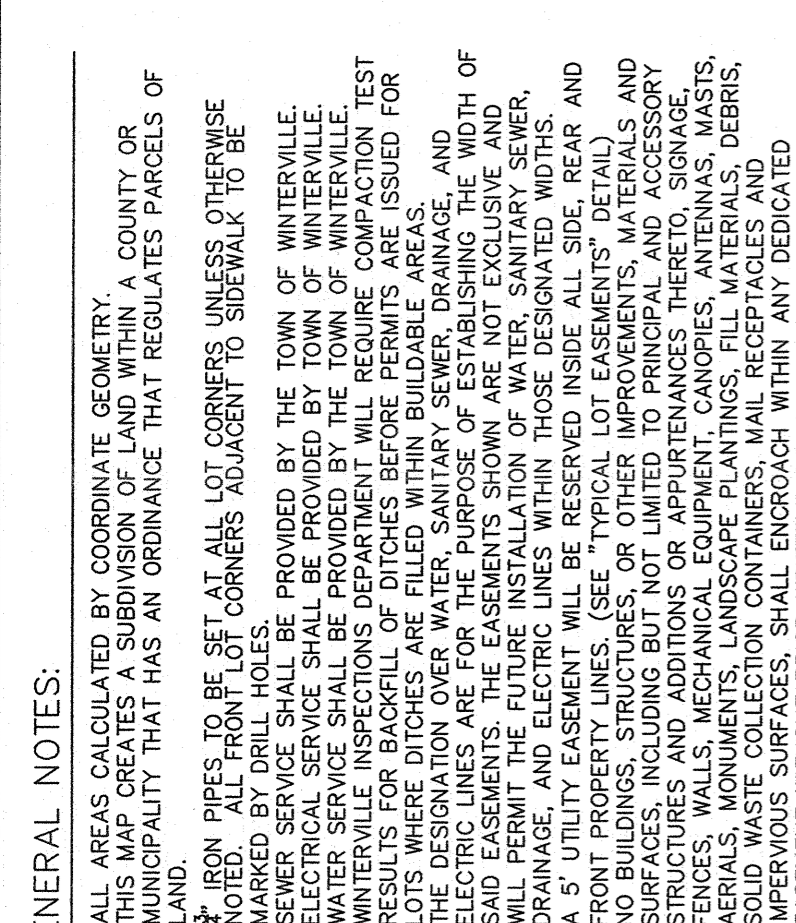 NERAL NOTES:
ALL AREAS CALCULATED BY COORDINATE GEOMETRY.
THIS MAP CREATES A SUBDIVISION OF LAND WITHIN A COUNTY OR
MUNICIPALITY THAT HAS AN ORDINANCE THAT REGULATES PARCELS OF
LAND.
¾" IRON PIPES TO BE SET AT ALL LOT CORNERS UNLESS OTHERWISE
NOTED. ALL FRONT LOT CORNERS ADJACENT TO SIDEWALK TO BE
MARKED BY DRILL HOLES.
SEWER SERVICE SHALL BE PROVIDED BY THE TOWN OF WINTERVILLE.
ELECTRICAL SERVICE SHALL BE PROVIDED BY TOWN OF WINTERVILLE.
WATER SERVICE SHALL BE PROVIDED BY THE TOWN OF WINTERVILLE.
WINTERVILLE INSPECTIONS DEPARTMENT WILL REQUIRE COMPACTION TEST
RESULTS FOR BACKFILL OF DITCHES BEFORE PERMITS ARE ISSUED FOR
LOTS WHERE DITCHES ARE FILLED WITHIN BUILDABLE AREAS.
THE DESIGNATION OVER WATER, SANITARY SEWER, DRAINAGE, AND
ELECTRIC LINES ARE FOR THE PURPOSE OF ESTABLISHING THE WIDTH OF
SAID EASEMENTS. THE EASEMENTS SHOWN ARE NOT EXCLUSIVE AND
WILL PERMIT THE FUTURE INSTALLATION OF WATER, SANITARY SEWER,
DRAINAGE, AND ELECTRIC LINES WITHIN THOSE DESIGNATED WIDTHS.
A 5' UTILITY EASEMENT WILL BE RESERVED INSIDE ALL SIDE, REAR AND
FRONT PROPERTY LINES. (SEE "TYPICAL LOT EASEMENTS" DETAIL)
NO BUILDINGS, STRUCTURES, OR OTHER IMPROVEMENTS, MATERIALS AND
SURFACES, INCLUDING BUT NOT LIMITED TO PRINCIPAL AND ACCESSORY
STRUCTURES AND ADDITIONS OR APPURTENANCES THERETO, SIGNAGE,
FENCES, WALLS, MECHANICAL EQUIPMENT, CANOPIES, ANTENNAS, MASTS,
AERIALS, MONUMENTS, LANDSCAPE PLANTINGS, FILL MATERIALS, DEBRIS,
SOLID WASTE COLLECTION CONTAINERS, MAIL RECEPTACLES AND
IMPERVIOUS SURFACES, SHALL ENCROACH WITHIN ANY DEDICATED